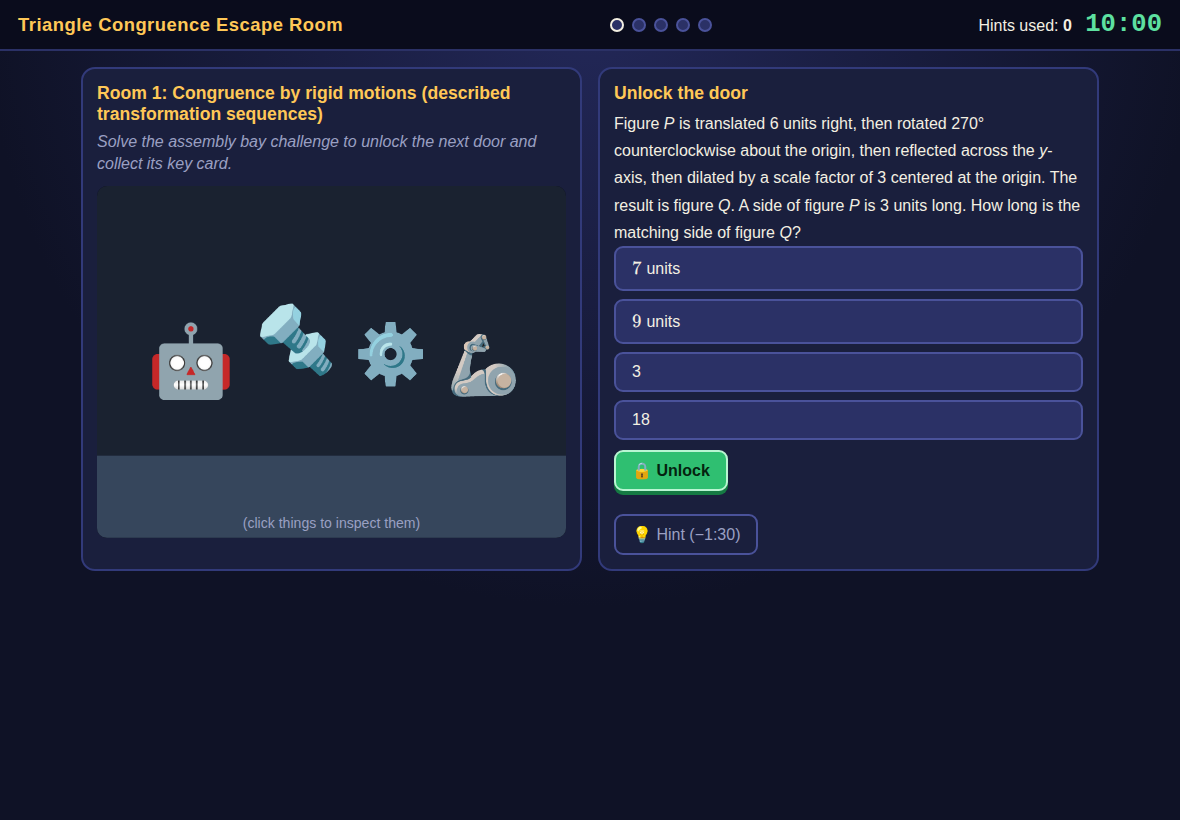 Triangle Congruence Escape Room
Hints used: 0 10:00
Room 1: Congruence by rigid motions (described
transformation sequences)
Solve the assembly bay challenge to unlock the next door and
collect its key card.
(click things to inspect them)
Unlock the door
Figure P is translated 6 units right, then rotated 270°
counterclockwise about the origin, then reflected across the y-
axis, then dilated by a scale factor of 3 centered at the origin. The
result is figure Q. A side of figure P is 3 units long. How long is the
matching side of figure Q?
7 units
9 units
3
18
🔒 Unlock
💡 Hint (−1:30)